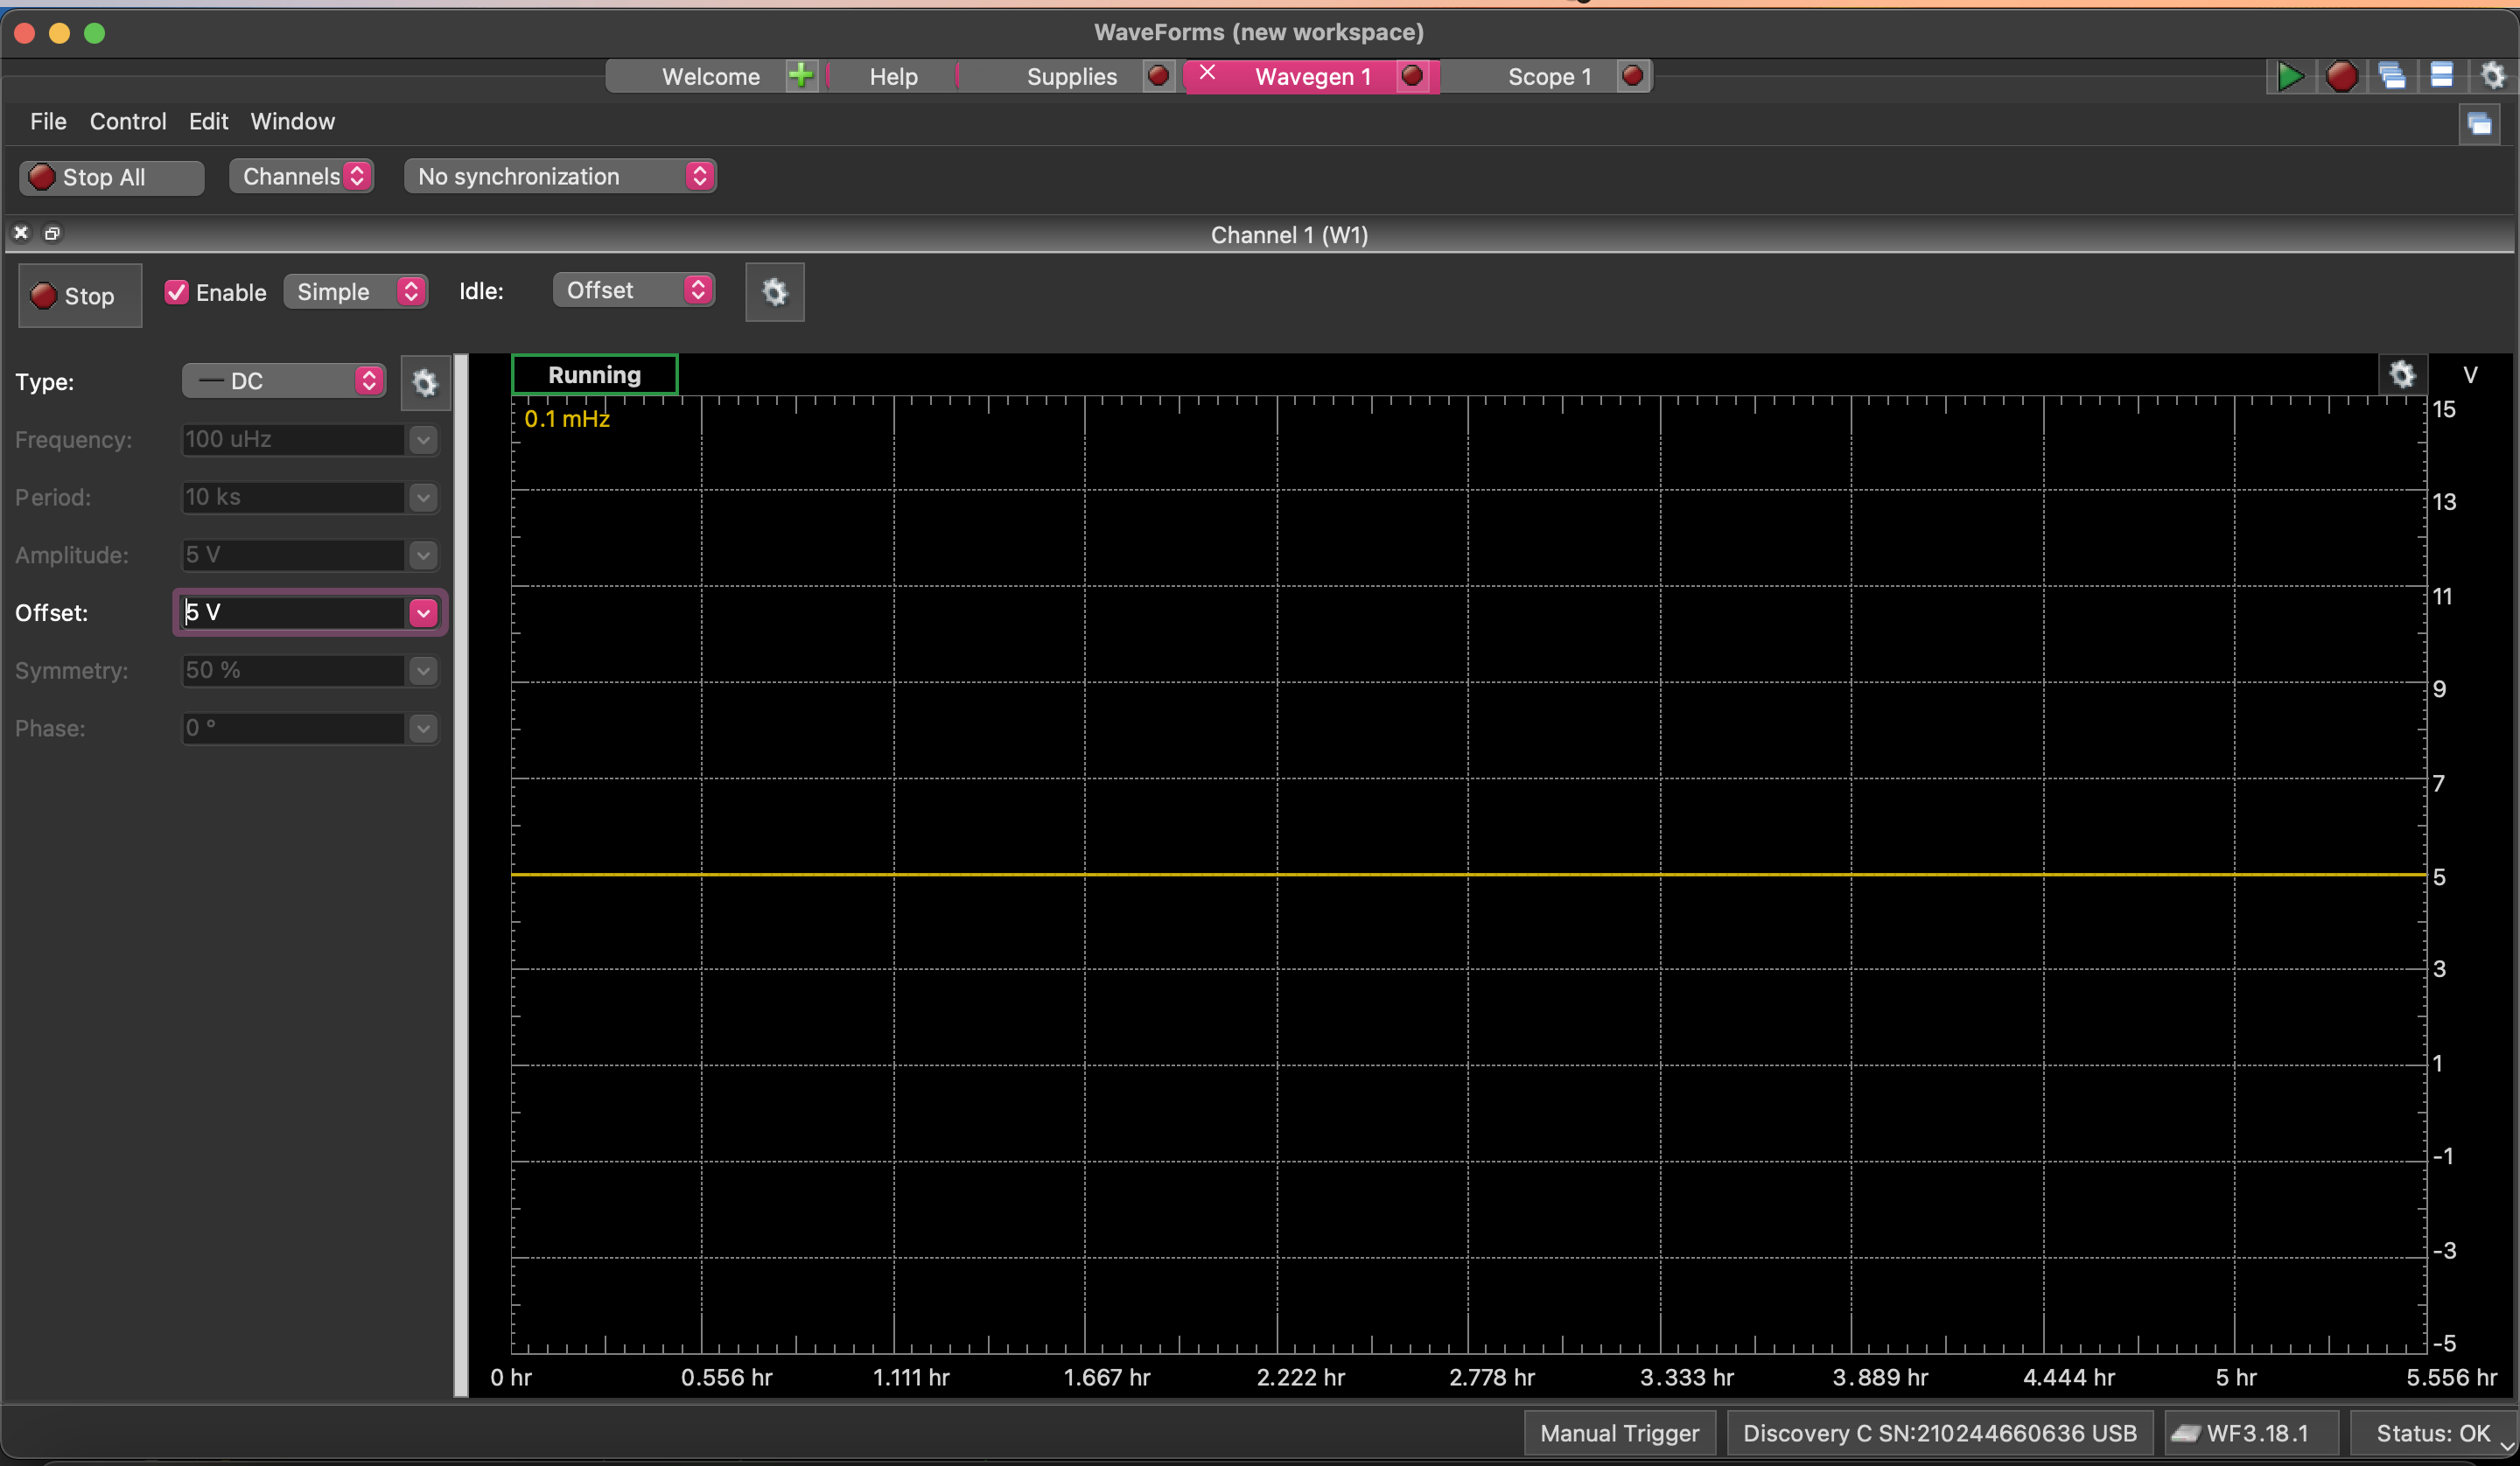 WaveForms (new workspace)
Welcome Help Supplies Wavegen 1 Scope 1
File Control Edit Window
Stop All Channels No synchronization
Channel 1 (W1)
Stop Enable Simple Idle: Offset
Type: DC
Frequency: 100 uHz
Period: 10 ks
Amplitude: 5 V
Offset: 5 V
Symmetry: 50 %
Phase: 0 °
Running
V
0.1 mHz
15
13
11
9
7
5
3
1
-1
-3
-5
0 hr 0.556 hr 1.111 hr 1.667 hr 2.222 hr 2.778 hr 3.333 hr 3.889 hr 4.444 hr 5 hr 5.556 hr
Manual Trigger Discovery C SN:210244660636 USB WF3.18.1 Status: OK